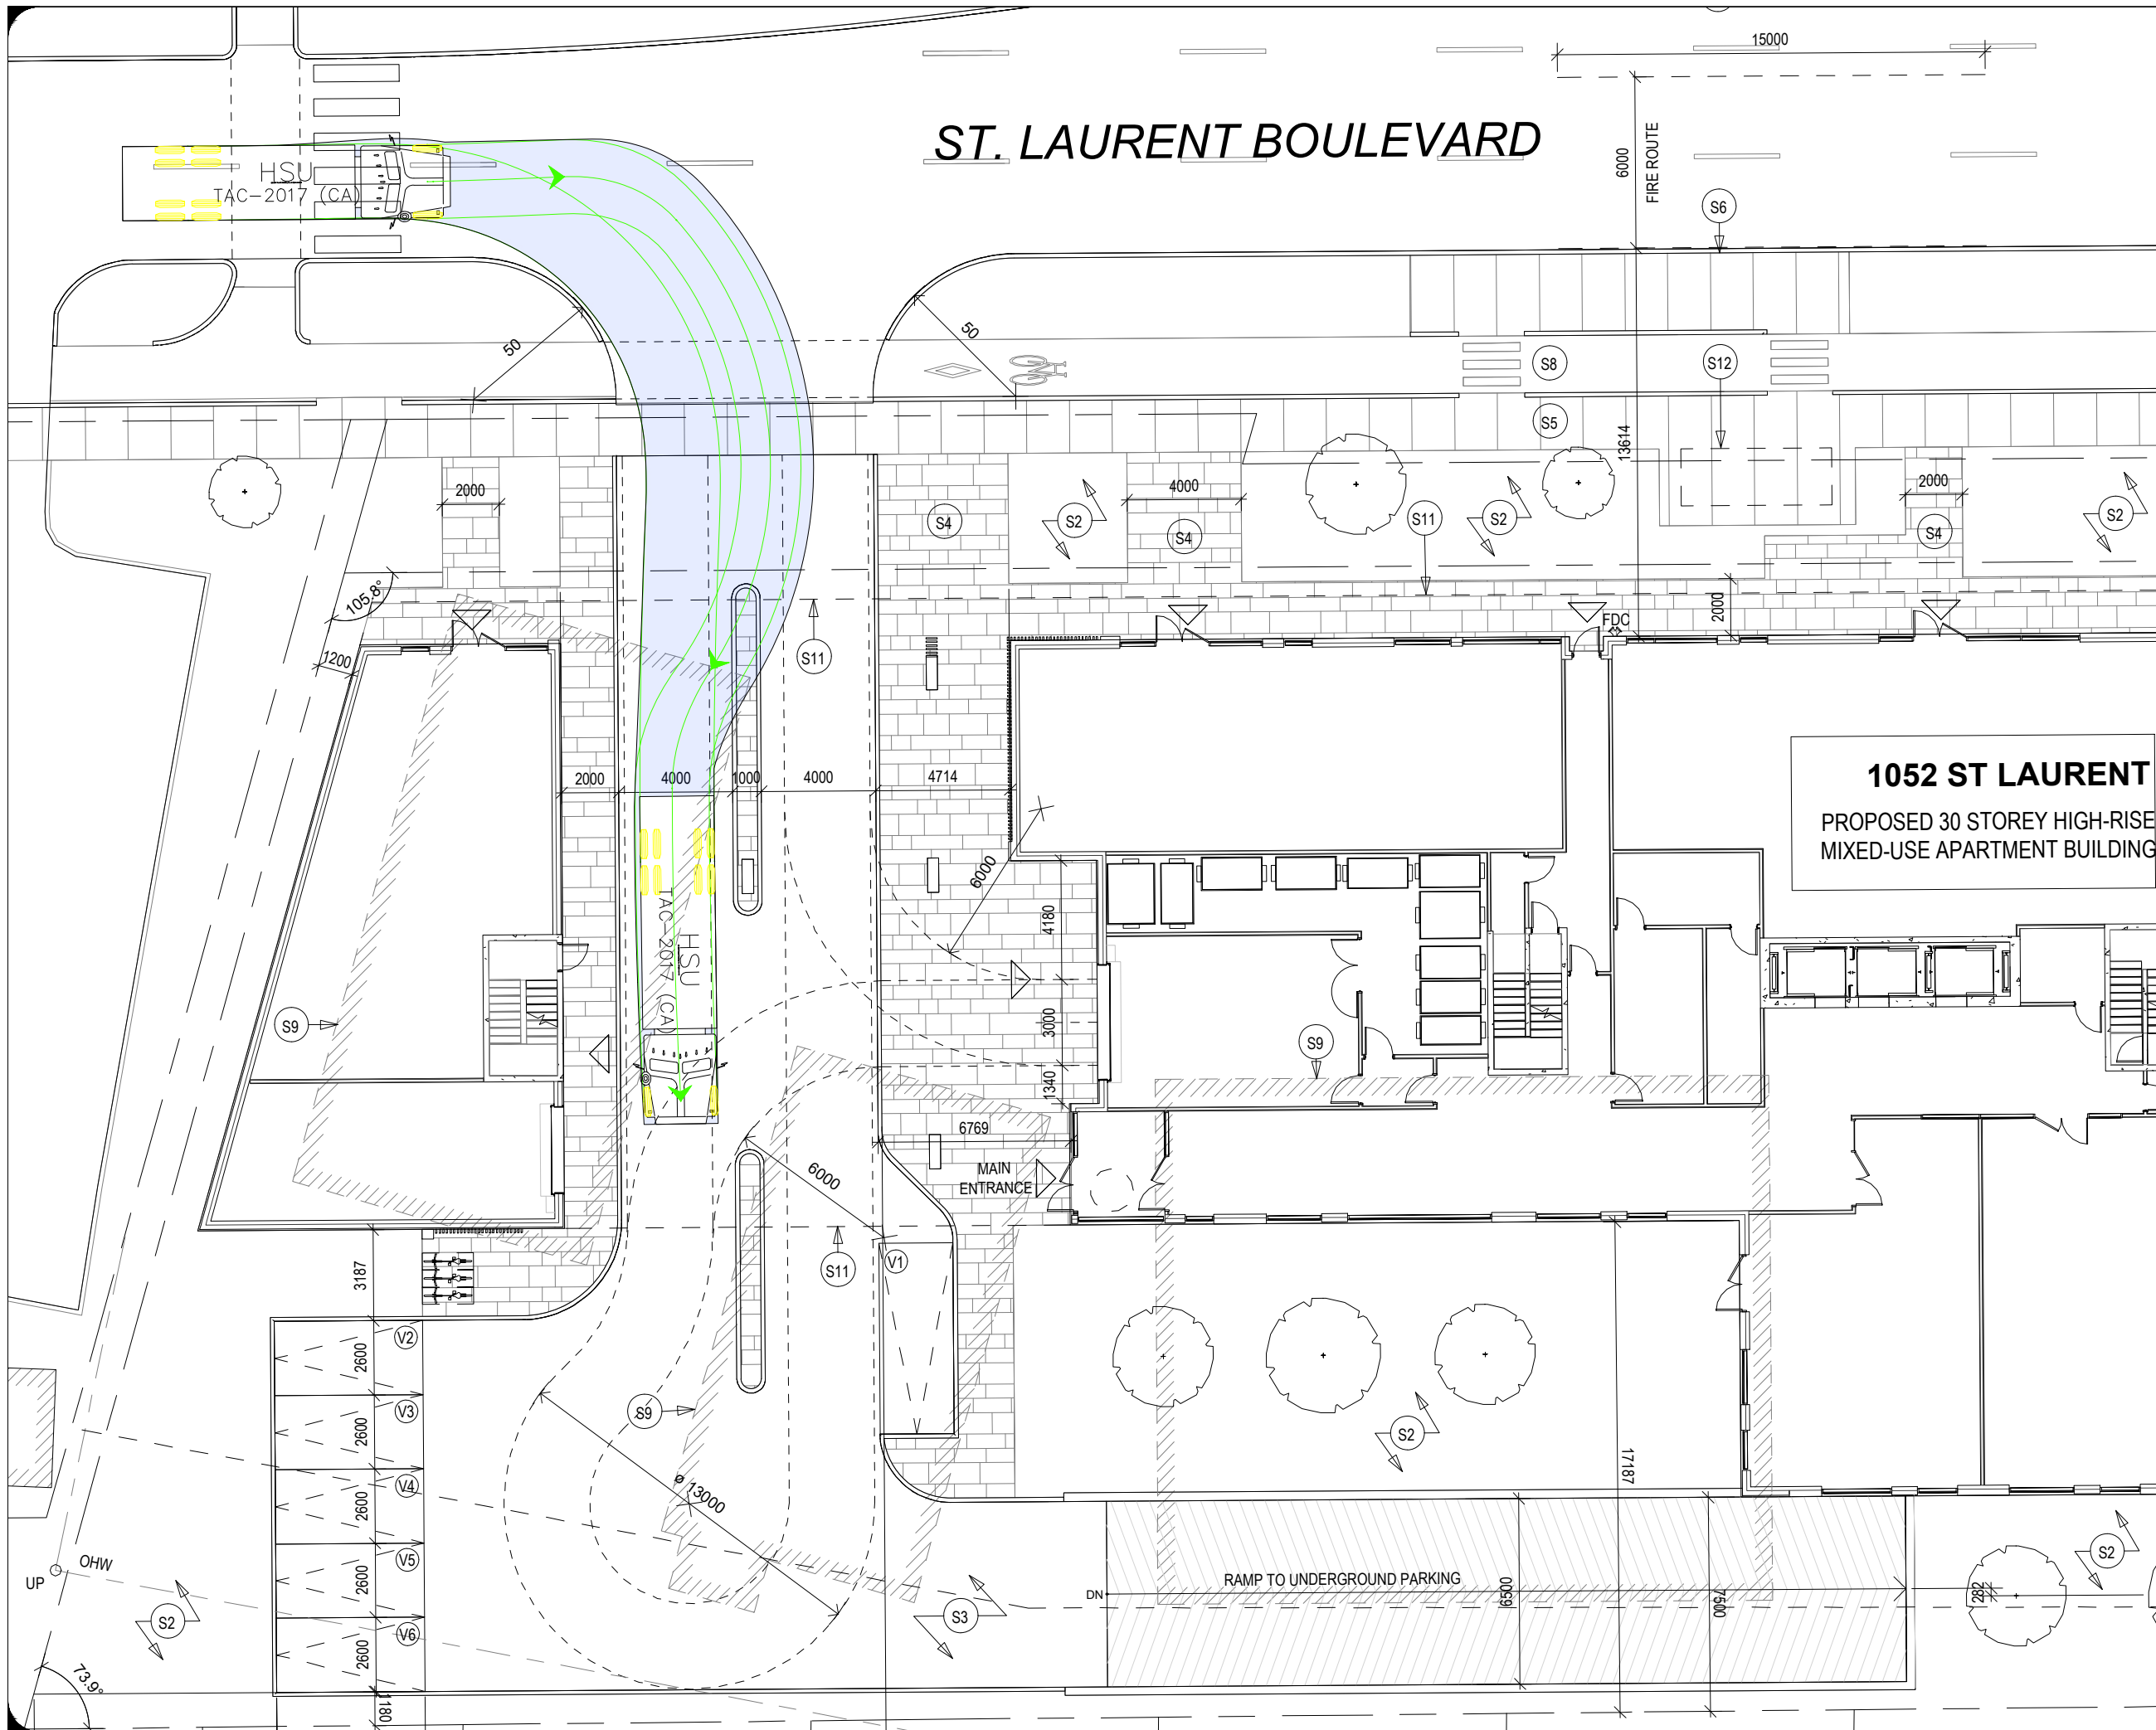 15000
ST. LAURENT BOULEVARD
6000
FIRE ROUTE
HSU
TAC-2017 (CA)
S6
50
50
S8
S12
S5
13614
2000
S4
S2
4000
S4
S11
S2
2000
S4
S2
105.8°
1200
S11
2000
FDC
2000
4000
1000
4000
4714
1052 ST LAURENT
PROPOSED 30 STOREY HIGH-RISE
MIXED-USE APARTMENT BUILDING
6000
4180
HSU
TAC-2017 (CA)
S9
3000
S9
1340
6769
MAIN
ENTRANCE
6000
3187
S11
V1
V2
2600
V3
2600
S9
S2
V4
2600
ø 13000
17187
V5
2600
OHW
UP
S2
S3
DN
RAMP TO UNDERGROUND PARKING
6500
7500
282
S2
V6
2600
73.9°
1180